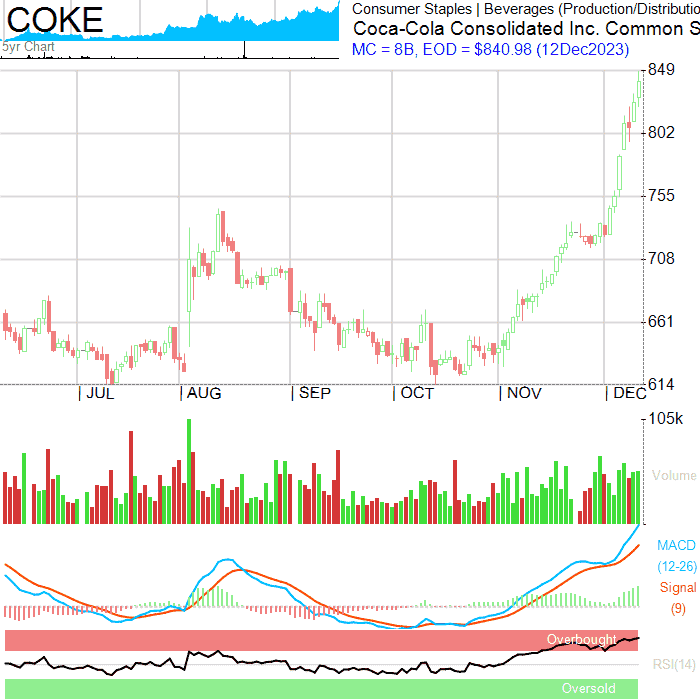 COKE
5yr Chart
Consumer Staples | Beverages (Production/Distributio
Coca-Cola Consolidated Inc. Common S
MC = 8B, EOD = $840.98 (12Dec2023)
849
802
755
708
661
614
JUL
AUG
SEP
OCT
NOV
DEC
105k
Volume
MACD
(12-26)
Signal
(9)
Overbought
RSI(14)
Oversold